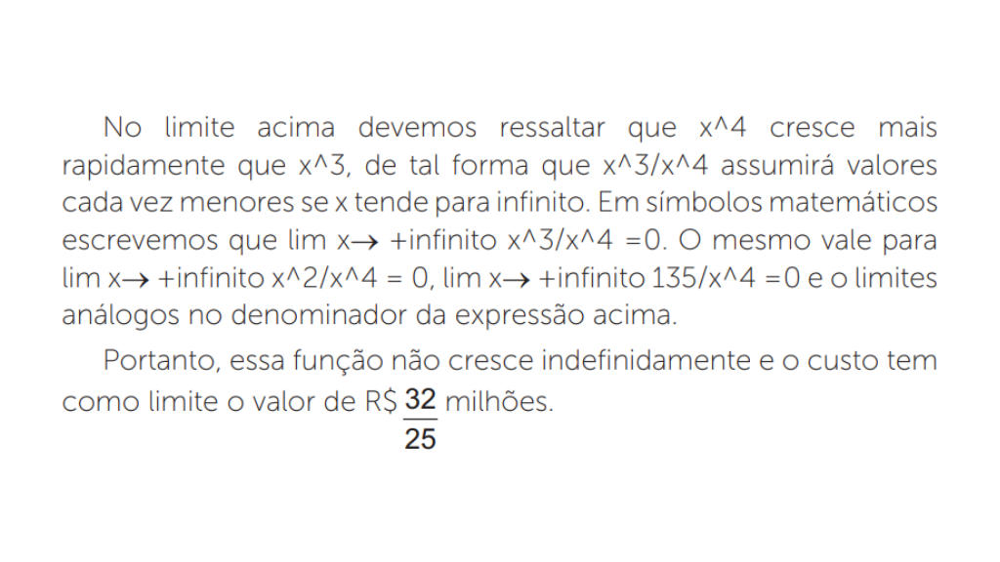 No limite acima devemos ressaltar que x^4 cresce mais
rapidamente que x^3, de tal forma que x^3/x^4 assumirá valores
cada vez menores se x tende para infinito. Em símbolos matemáticos
escrevemos que lim x→ +infinito x^3/x^4 =0. O mesmo vale para
lim x→ +infinito x^2/x^4 = 0, lim x→ +infinito 135/x^4 =0 e o limites
análogos no denominador da expressão acima.
Portanto, essa função não cresce indefinidamente e o custo tem
como limite o valor de R$ 32/25 milhões.